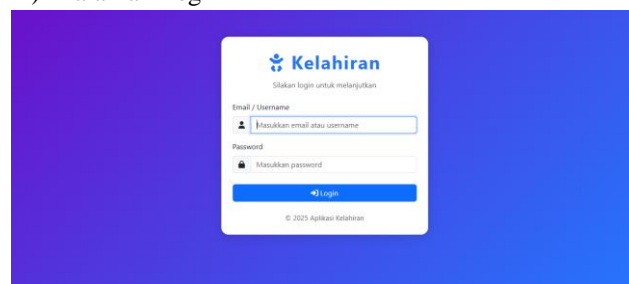 Kelahiran
Silakan login untuk melanjutkan
Email / Username
Masukkan email atau username
Password
Masukkan password
Login
© 2025 Aplikasi Kelahiran